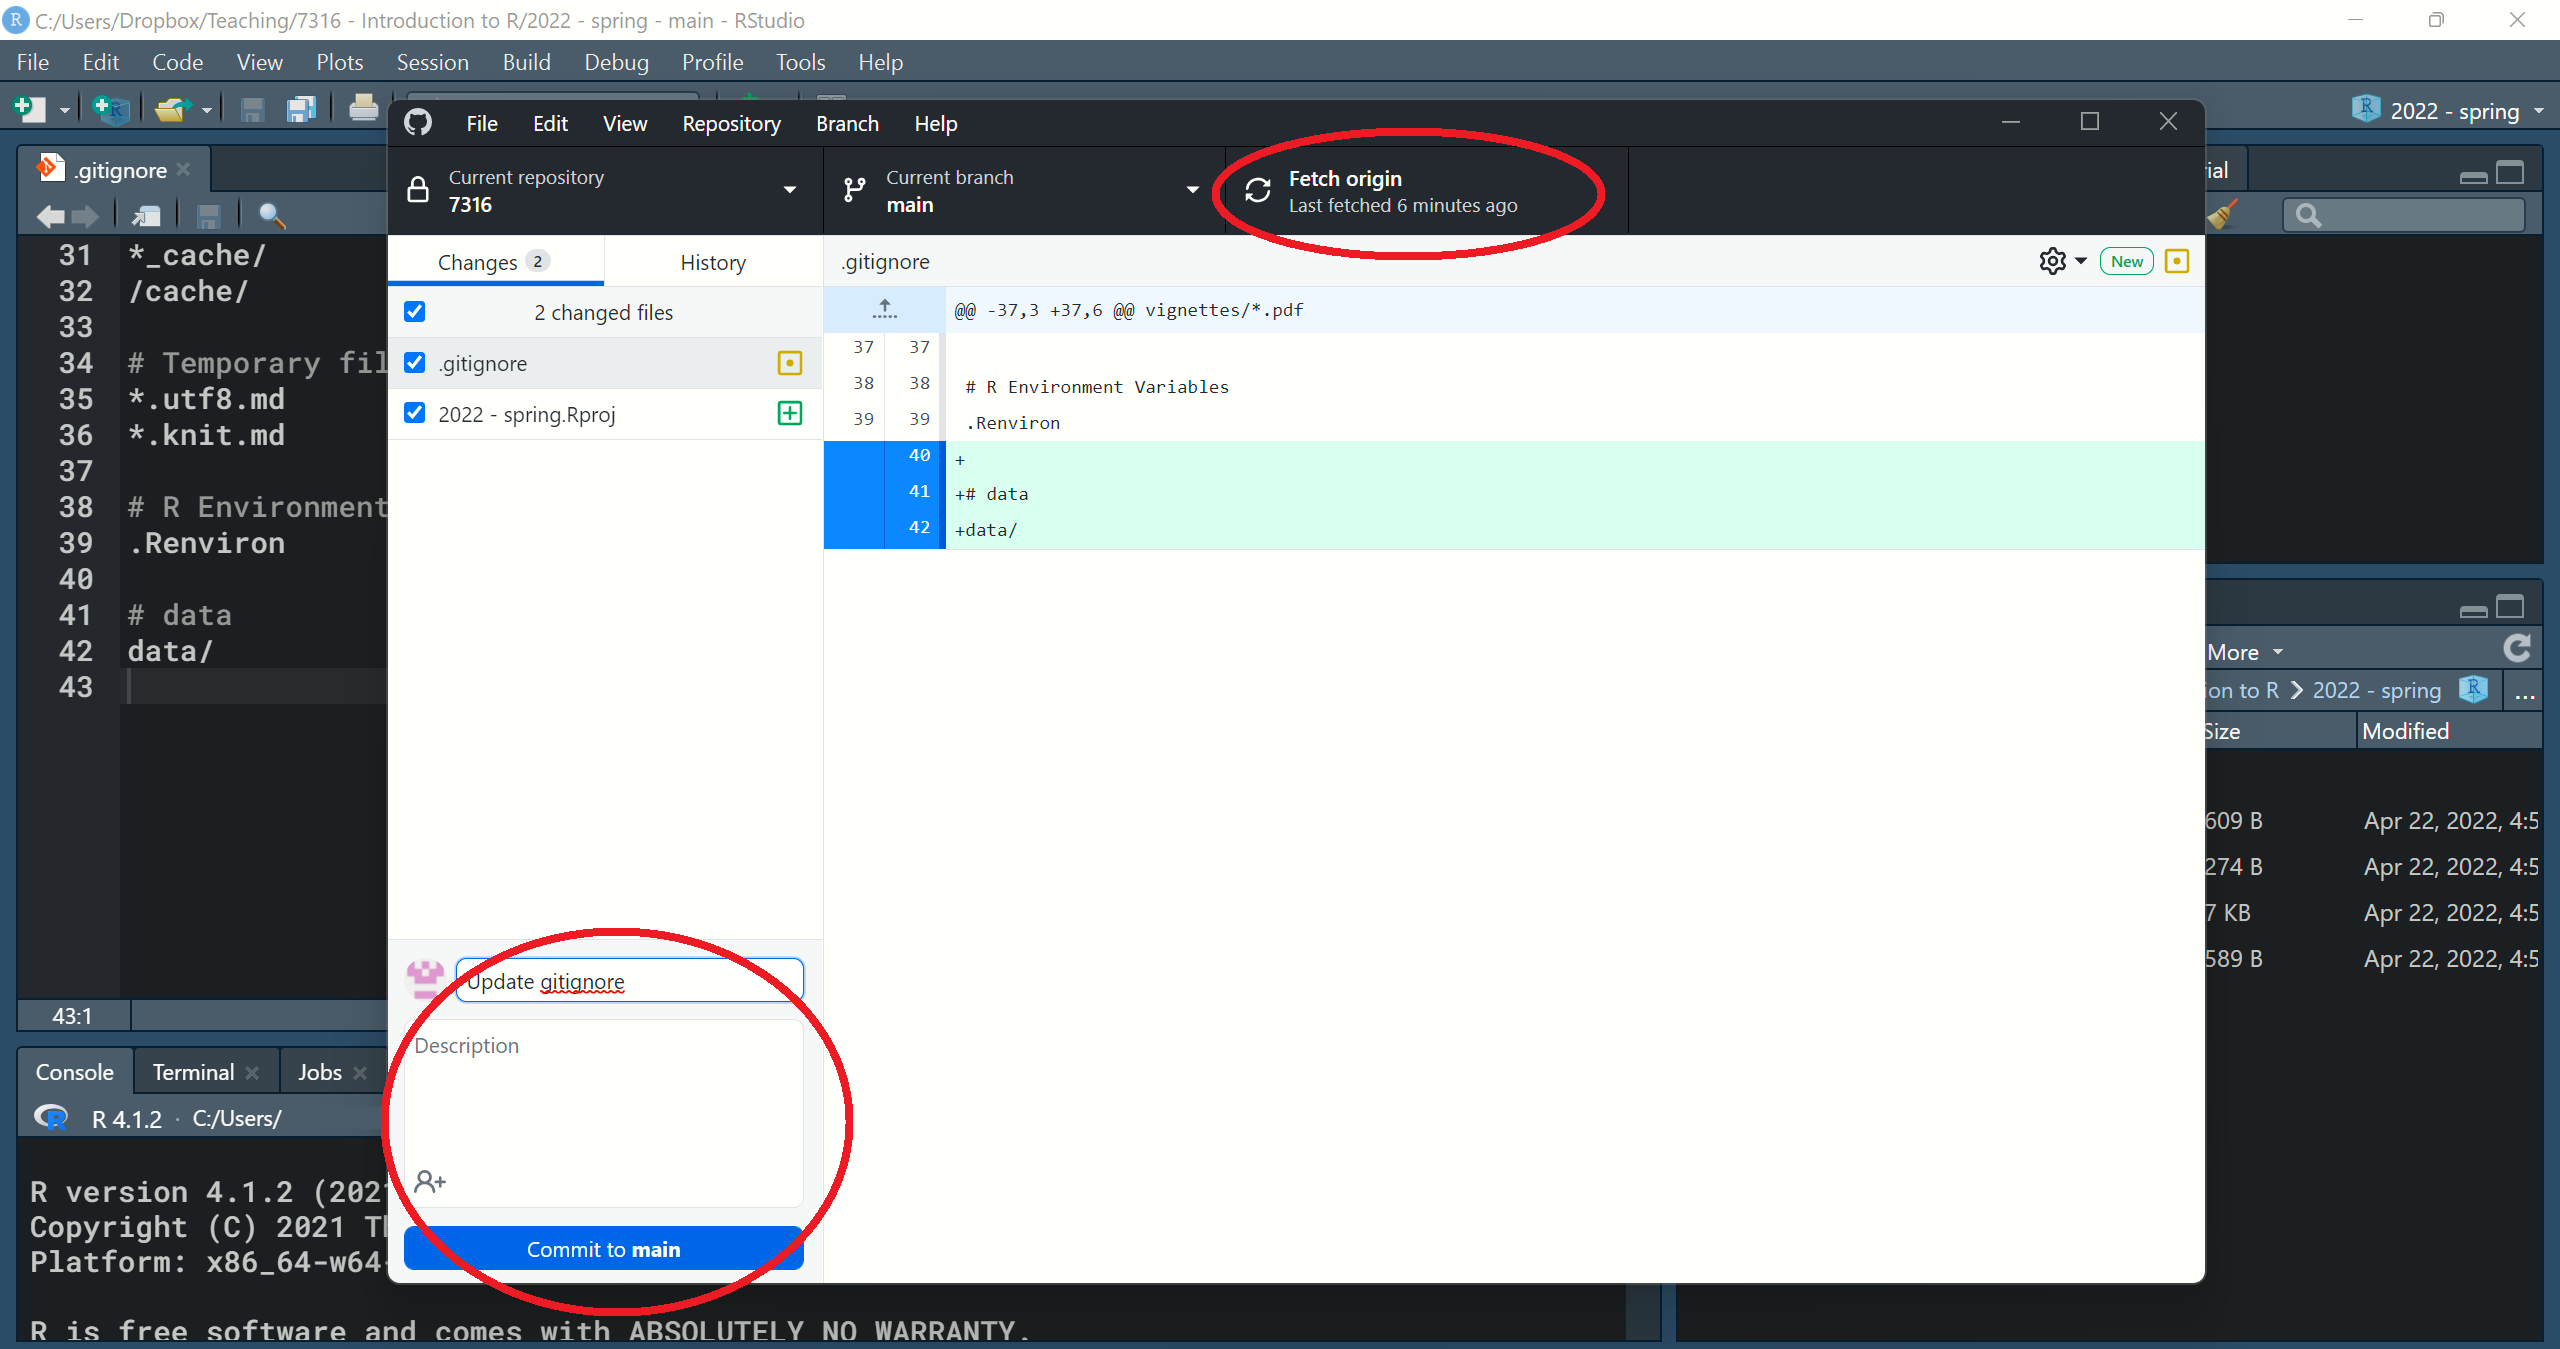 C:/Users/Dropbox/Teaching/7316 - Introduction to R/2022 - spring - main - RStudio
File Edit Code View Plots Session Build Debug Profile Tools Help
2022 - spring
.gitignore
31 *_cache/
32 /cache/
33
34 # Temporary fil
35 *.utf8.md
36 *.knit.md
37
38 # R Environment
39 .Renviron
40
41 # data
42 data/
43
43:1
Console Terminal Jobs
R 4.1.2 · C:/Users/
R version 4.1.2 (202
Copyright (C) 2021 T
Platform: x86_64-w64-
R is free software and comes with ABSOLUTELY NO WARRANTY.
File Edit View Repository Branch Help
Current repository
7316
Current branch
main
Fetch origin
Last fetched 6 minutes ago
Changes 2 History
2 changed files
.gitignore
2022 - spring.Rproj
.gitignore
New
@@ -37,3 +37,6 @@ vignettes/*.pdf
37 37
38 38 # R Environment Variables
39 39 .Renviron
40 +
41 +# data
42 +data/
Update gitignore
Description
Commit to main
ial
More
on to R 2022 - spring ...
Size Modified
609 B Apr 22, 2022, 4:5
274 B Apr 22, 2022, 4:5
7 KB Apr 22, 2022, 4:5
589 B Apr 22, 2022, 4:5